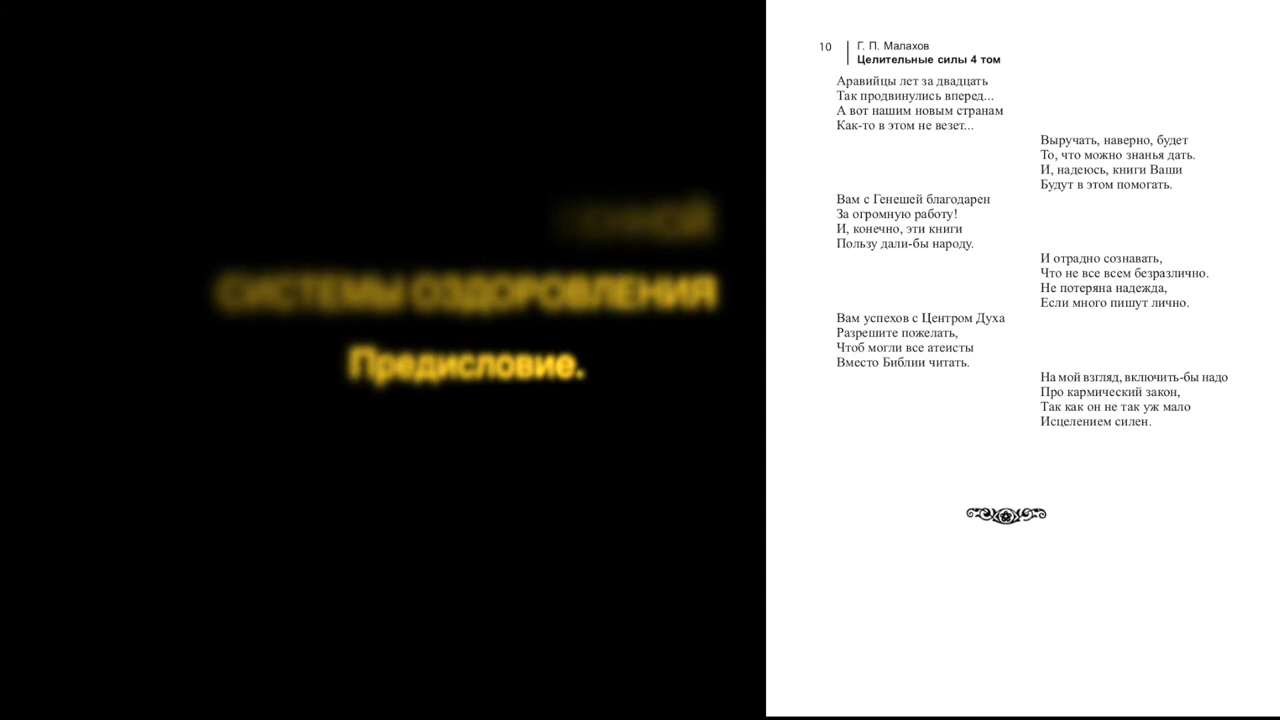 СИСТЕМЫ ОЗДОРОВЛЕНИЯ
Предисловие.
10
Г. П. Малахов
Целительные силы 4 том
Аравийцы лет за двадцать
Так продвинулись вперед...
А вот нашим новым странам
Как-то в этом не везет...
Выручать, наверно, будет
То, что можно знанья дать.
И, надеюсь, книги Ваши
Будут в этом помогать.
Вам с Генешей благодарен
За огромную работу!
И, конечно, эти книги
Пользу дали-бы народу.
И отрадно сознавать,
Что не все всем безразлично.
Не потеряна надежда,
Если много пишут лично.
Вам успехов с Центром Духа
Разрешите пожелать,
Чтоб могли все атеисты
Вместо Библии читать.
На мой взгляд, включить-бы надо
Про кармический закон,
Так как он не так уж мало
Исцелением силен.